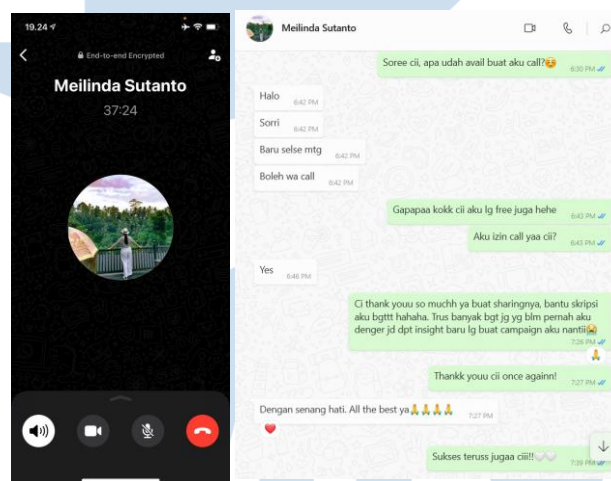 19.24
End-to-end Encrypted
Meilinda Sutanto
37:24
Meilinda Sutanto
Soree cii, apa udah avail buat aku call?☺️
6:30 PM
Halo
6:42 PM
Sorri
6:42 PM
Baru selse mtg
6:42 PM
Boleh wa call
6:42 PM
Gapapaa kokk cii aku lg free juga hehe
6:43 PM
Aku izin call yaa cii?
6:43 PM
Yes
6:48 PM
Ci thank youu so muchh ya buat sharingnya, bantu skripsi
aku bgttt hahaha. Trus banyak bgt jg yg blm pernah aku
denger jd dpt insight baru lg buat campaign aku nantii😭
7:26 PM
🙏
Thankk youu cii once againn!
7:27 PM
Dengan senang hati. All the best ya🙏🙏🙏🙏
7:27 PM
❤️
Sukses teruss jugaa ciii!!🤍🤍
7:39 PM